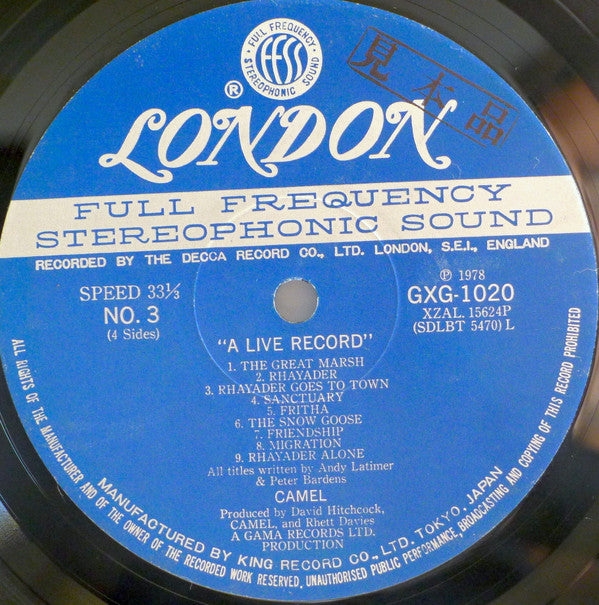 FULL FREQUENCY
ffss
STEREOPHONIC SOUND
見本品
®
LONDON
FULL FREQUENCY
STEREOPHONIC SOUND
RECORDED BY THE DECCA RECORD CO., LTD. LONDON, S.E.I., ENGLAND
SPEED 33⅓
NO. 3
(4 Sides)
℗ 1978
GXG-1020
XZAL. 15624P
(SDLBT 5470) L
"A LIVE RECORD"
1. THE GREAT MARSH
2. RHAYADER
3. RHAYADER GOES TO TOWN
4. SANCTUARY
5. FRITHA
6. THE SNOW GOOSE
7. FRIENDSHIP
8. MIGRATION
9. RHAYADER ALONE
All titles written by Andy Latimer
& Peter Bardens
CAMEL
Produced by David Hitchcock,
CAMEL, and Rhett Davies
A GAMA RECORDS LTD.
PRODUCTION
MANUFACTURED BY KING RECORD CO., LTD. TOKYO, JAPAN
ALL RIGHTS OF THE MANUFACTURER AND OF THE OWNER OF THE RECORDED WORK RESERVED, UNAUTHORISED PUBLIC PERFORMANCE, BROADCASTING AND COPYING OF THIS RECORD PROHIBITED